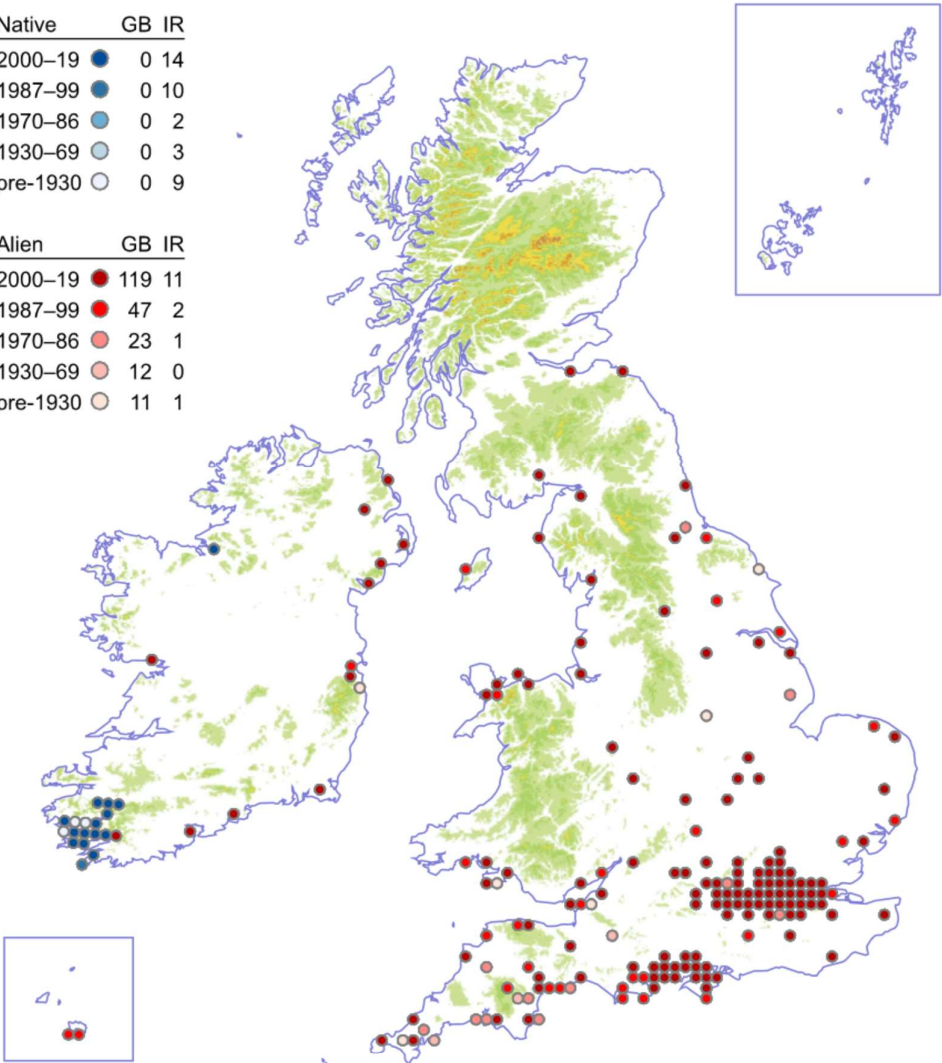 Native GB IR
2000–19 0 14
1987–99 0 10
1970–86 0 2
1930–69 0 3
pre-1930 0 9
Alien GB IR
2000–19 119 11
1987–99 47 2
1970–86 23 1
1930–69 12 0
pre-1930 11 1